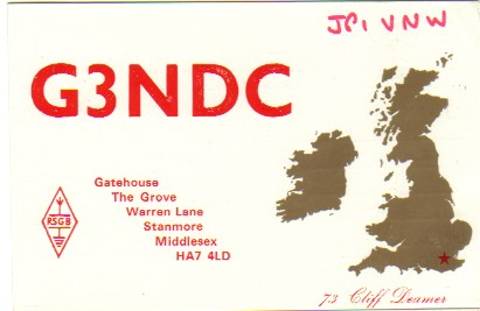 JP1VNW
G3NDC
Gatehouse
The Grove
Warren Lane
Stanmore
Middlesex
HA7 4LD
RSGB
73 Cliff Deamer